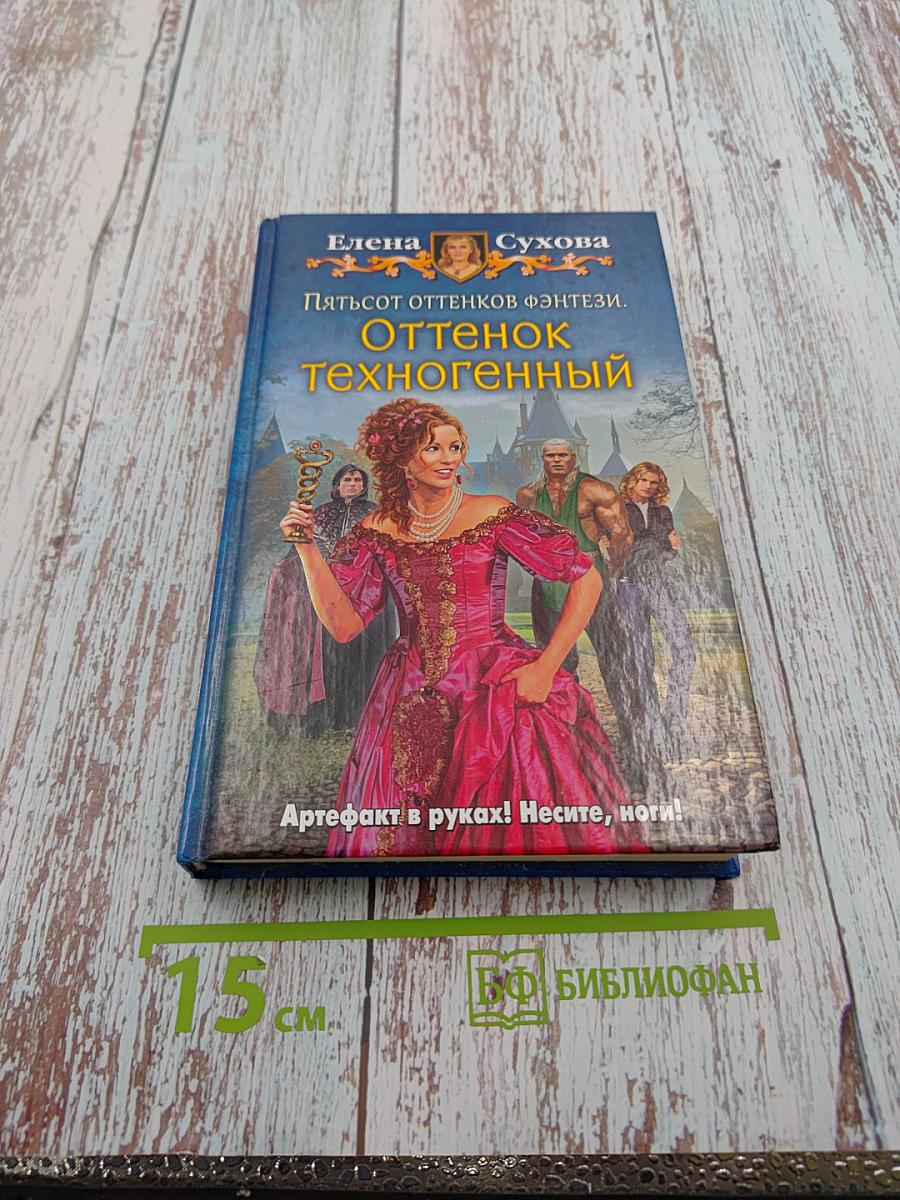 Елена Сухова
Пятьсот оттенков фэнтези.
Оттенок
техногенный
Артефакт в руках! Несите, ноги!
15 см
БФ БИБЛИОФАН